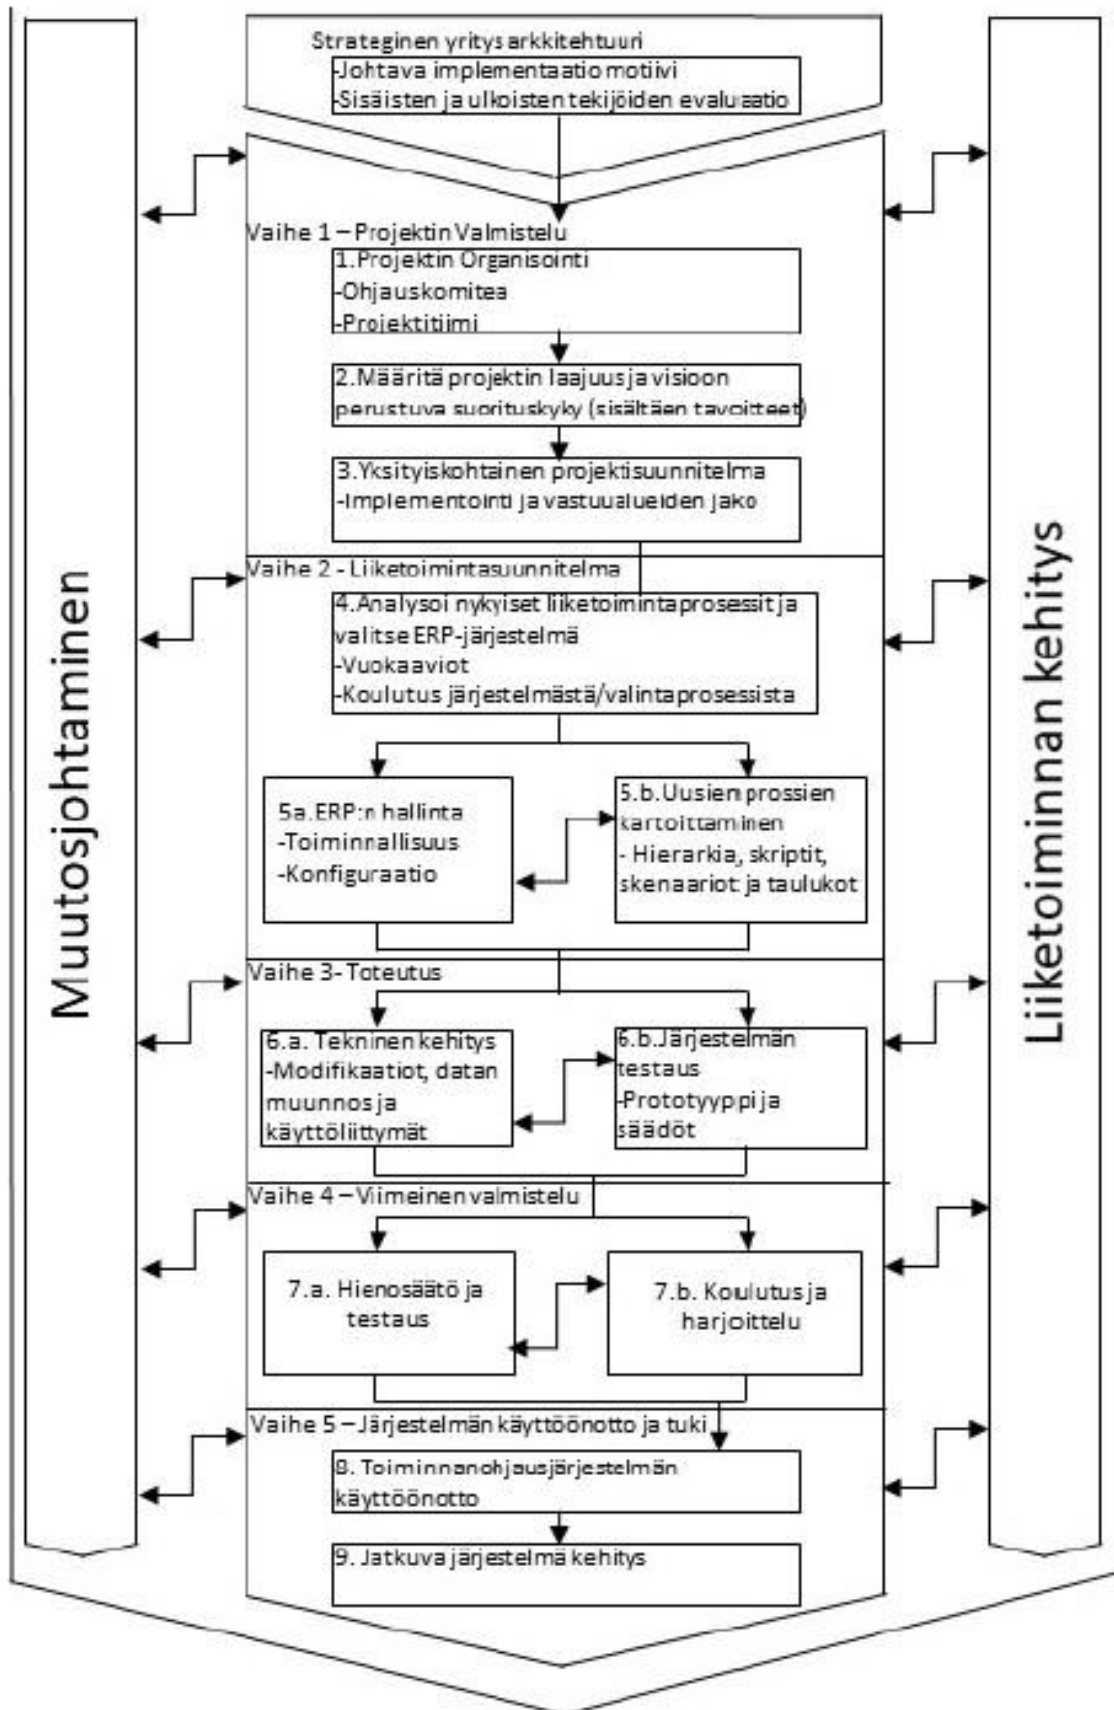 Strateginen yritysarkkitehtuuri
-Johtava implementaatio motiivi
-Sisäisten ja ulkoisten tekijöiden evaluaatio
Vaihe 1 – Projektin Valmistelu
1.Projektin Organisointi
-Ohjauskomitea
-Projektitiimi
2.Määritä projektin laajuus ja visioon
perustuva suorituskyky (sisältäen tavoitteet)
3.Yksityiskohtainen projektisuunnitelma
-Implementointi ja vastuualueiden jako
Vaihe 2 - Liiketoimintasuunnitelma
4.Analysoi nykyiset liiketoimintaprosessit ja
valitse ERP-järjestelmä
-Vuokaaviot
-Koulutus järjestelmästä/valintaprosessista
5a.ERP:n hallinta
-Toiminnallisuus
-Konfiguraatio
5.b.Uusien prossien
kartoittaminen
- Hierarkia, skriptit,
skenaariot ja taulukot
Vaihe 3- Toteutus
6.a. Tekninen kehitys
-Modifikaatiot, datan
muunnos ja
käyttöliittymät
6.b.Järjestelmän
testaus
-Prototyyppi ja
säädöt
Vaihe 4 – Viimeinen valmistelu
7.a. Hienosäätö ja
testaus
7.b. Koulutus ja
harjoittelu
Vaihe 5 – Järjestelmän käyttöönotto ja tuki
8. Toiminnanohjausjärjestelmän
käyttöönotto
9. Jatkuva järjestelmä kehitys
Muutosjohtaminen
Liiketoiminnan kehitys